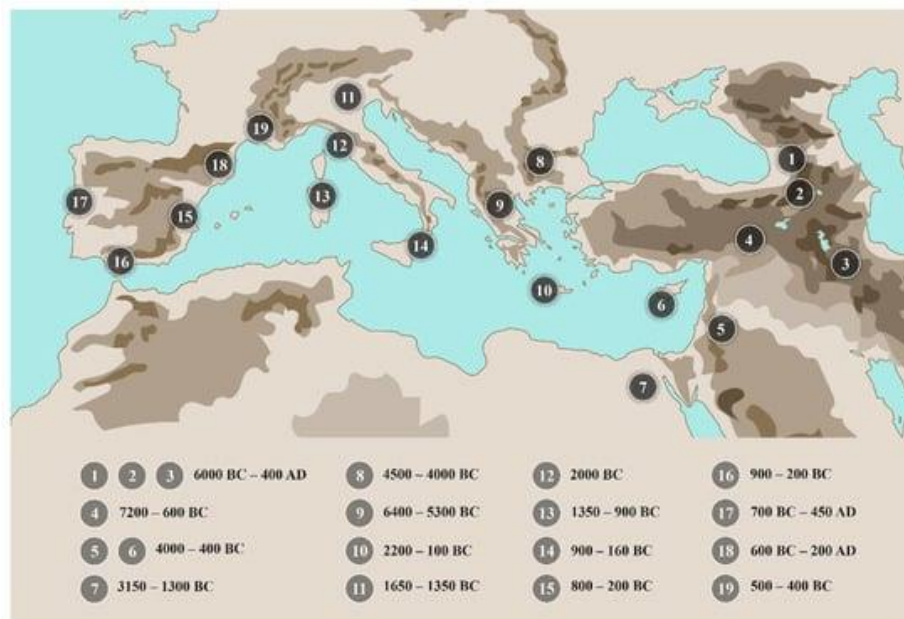 11
19
12
18
8
1
2
13
17
9
15
4
14
3
16
10
6
5
7
1 2 3 6000 BC – 400 AD
4 7200 – 600 BC
5 6 4000 – 400 BC
7 3150 – 1300 BC
8 4500 – 4000 BC
9 6400 – 5300 BC
10 2200 – 100 BC
11 1650 – 1350 BC
12 2000 BC
13 1350 – 900 BC
14 900 – 160 BC
15 800 – 200 BC
16 900 – 200 BC
17 700 BC – 450 AD
18 600 BC – 200 AD
19 500 – 400 BC